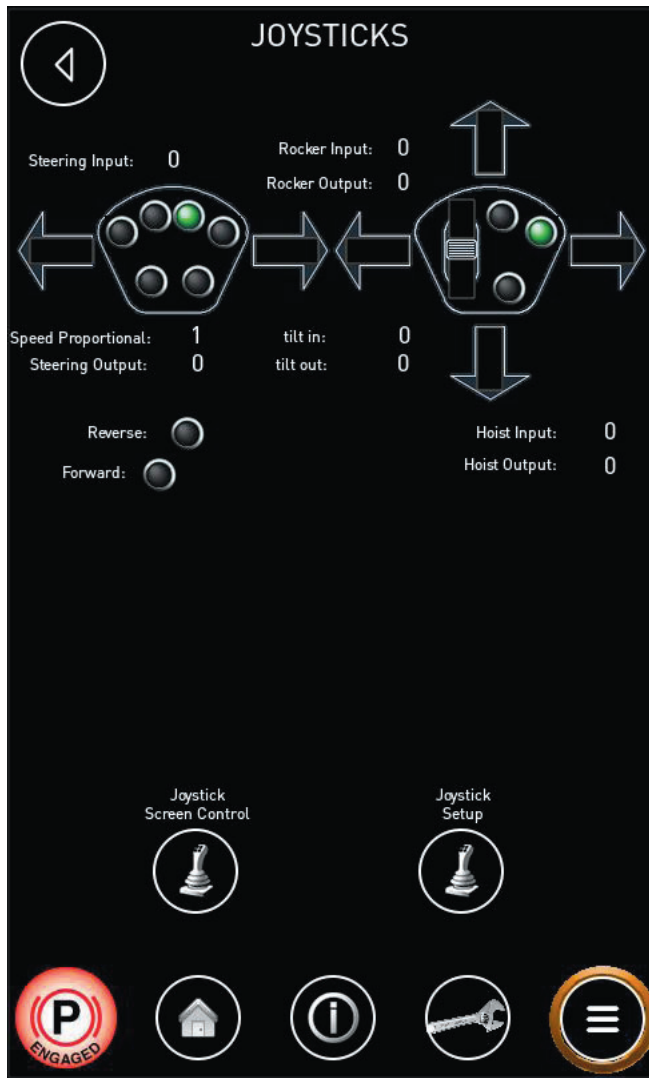 JOYSTICKS
Steering Input: 0
Rocker Input: 0
Rocker Output: 0
Speed Proportional: 1
Steering Output: 0
tilt in: 0
tilt out: 0
Reverse:
Forward:
Hoist Input: 0
Hoist Output: 0
Joystick
Screen Control
Joystick
Setup
P
ENGAGED
i